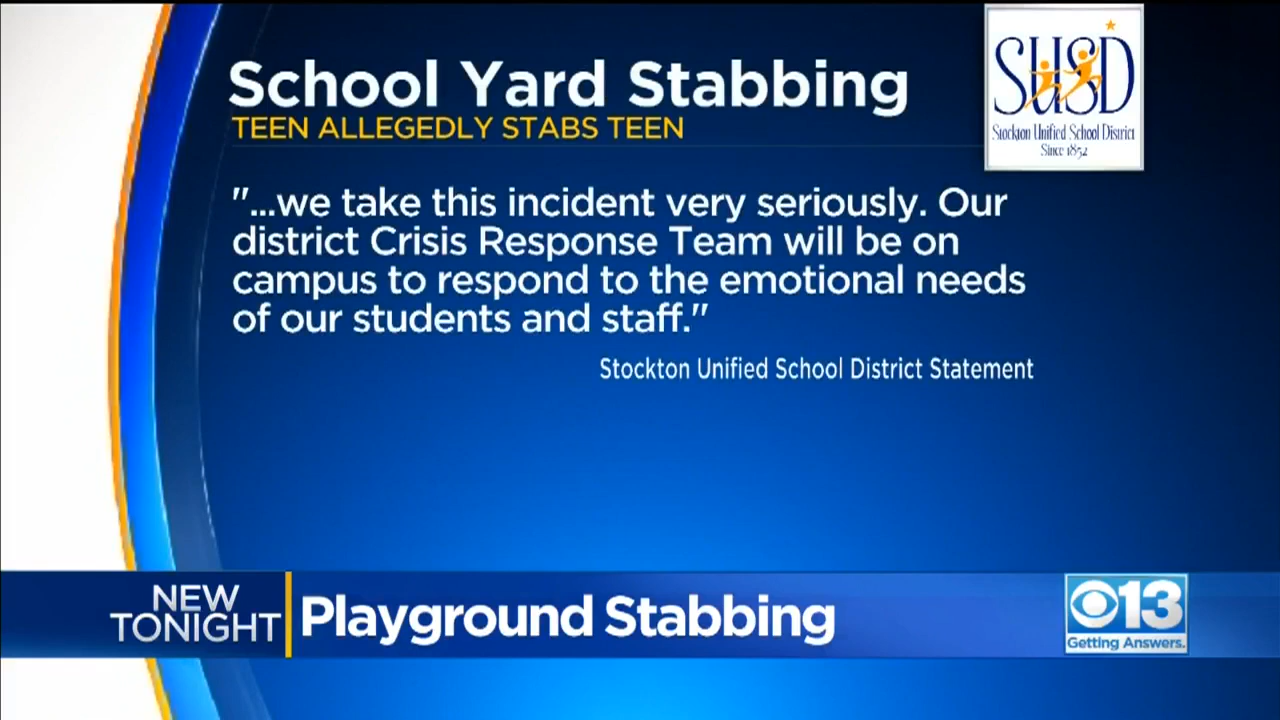 School Yard Stabbing
TEEN ALLEGEDLY STABS TEEN
SUSD
Stockton Unified School District
Since 1852
"...we take this incident very seriously. Our
district Crisis Response Team will be on
campus to respond to the emotional needs
of our students and staff."
Stockton Unified School District Statement
NEW
TONIGHT
Playground Stabbing
13
Getting Answers.